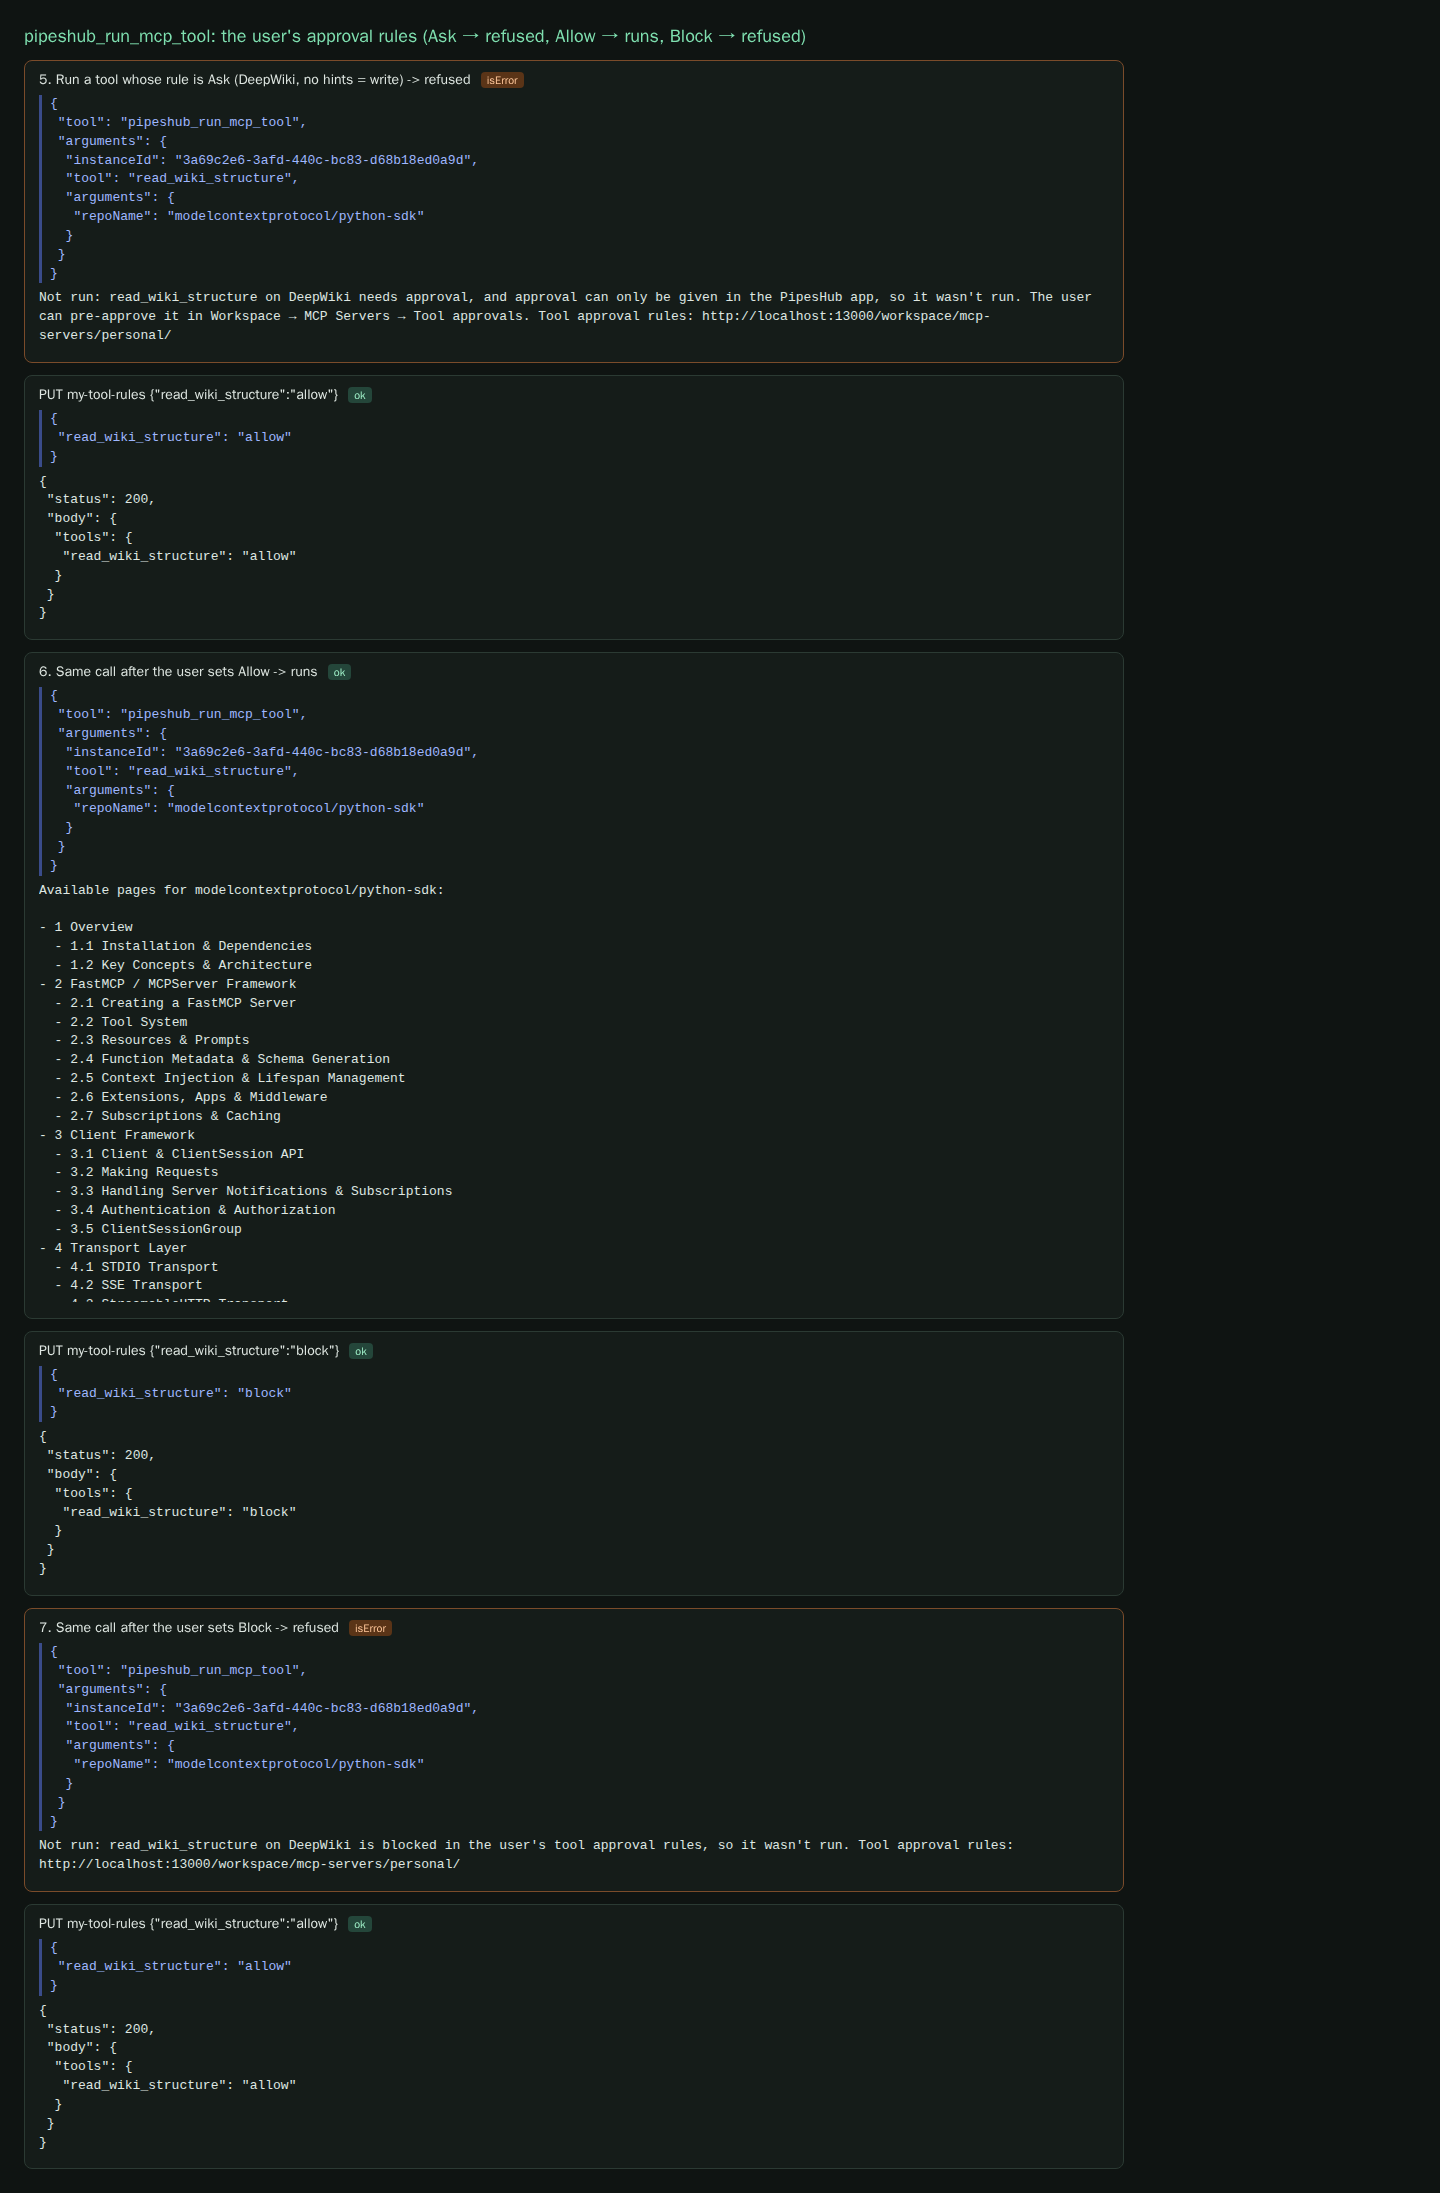 pipeshub_run_mcp_tool: the user's approval rules (Ask → refused, Allow → runs, Block → refused)
5. Run a tool whose rule is Ask (DeepWiki, no hints = write) -> refused isError
{
"tool": "pipeshub_run_mcp_tool",
"arguments": {
"instanceId": "3a69c2e6-3afd-440c-bc83-d68b18ed0a9d",
"tool": "read_wiki_structure",
"arguments": {
"repoName": "modelcontextprotocol/python-sdk"
}
}
}
Not run: read_wiki_structure on DeepWiki needs approval, and approval can only be given in the PipesHub app, so it wasn't run. The user
can pre-approve it in Workspace → MCP Servers → Tool approvals. Tool approval rules: http://localhost:13000/workspace/mcp-
servers/personal/
PUT my-tool-rules {"read_wiki_structure":"allow"} ok
{
"read_wiki_structure": "allow"
}
{
"status": 200,
"body": {
"tools": {
"read_wiki_structure": "allow"
}
}
}
6. Same call after the user sets Allow -> runs ok
{
"tool": "pipeshub_run_mcp_tool",
"arguments": {
"instanceId": "3a69c2e6-3afd-440c-bc83-d68b18ed0a9d",
"tool": "read_wiki_structure",
"arguments": {
"repoName": "modelcontextprotocol/python-sdk"
}
}
}
Available pages for modelcontextprotocol/python-sdk:
- 1 Overview
- 1.1 Installation & Dependencies
- 1.2 Key Concepts & Architecture
- 2 FastMCP / MCPServer Framework
- 2.1 Creating a FastMCP Server
- 2.2 Tool System
- 2.3 Resources & Prompts
- 2.4 Function Metadata & Schema Generation
- 2.5 Context Injection & Lifespan Management
- 2.6 Extensions, Apps & Middleware
- 2.7 Subscriptions & Caching
- 3 Client Framework
- 3.1 Client & ClientSession API
- 3.2 Making Requests
- 3.3 Handling Server Notifications & Subscriptions
- 3.4 Authentication & Authorization
- 3.5 ClientSessionGroup
- 4 Transport Layer
- 4.1 STDIO Transport
- 4.2 SSE Transport
PUT my-tool-rules {"read_wiki_structure":"block"} ok
{
"read_wiki_structure": "block"
}
{
"status": 200,
"body": {
"tools": {
"read_wiki_structure": "block"
}
}
}
7. Same call after the user sets Block -> refused isError
{
"tool": "pipeshub_run_mcp_tool",
"arguments": {
"instanceId": "3a69c2e6-3afd-440c-bc83-d68b18ed0a9d",
"tool": "read_wiki_structure",
"arguments": {
"repoName": "modelcontextprotocol/python-sdk"
}
}
}
Not run: read_wiki_structure on DeepWiki is blocked in the user's tool approval rules, so it wasn't run. Tool approval rules:
http://localhost:13000/workspace/mcp-servers/personal/
PUT my-tool-rules {"read_wiki_structure":"allow"} ok
{
"read_wiki_structure": "allow"
}
{
"status": 200,
"body": {
"tools": {
"read_wiki_structure": "allow"
}
}
}